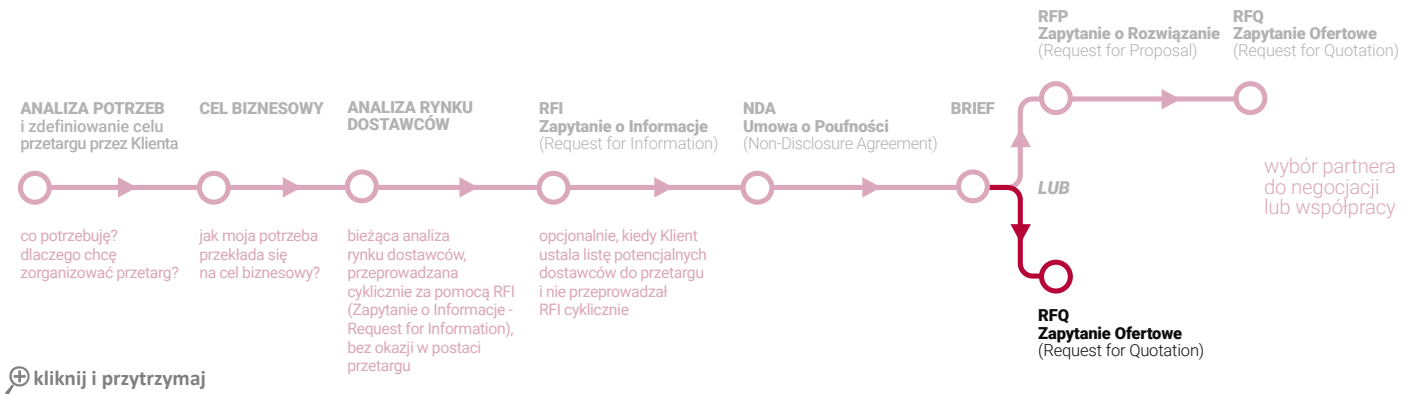 RFP
Zapytanie o Rozwiązanie
(Request for Proposal)
RFQ
Zapytanie Ofertowe
(Request for Quotation)
ANALIZA POTRZEB
i zdefiniowanie celu
przetargu przez Klienta
CEL BIZNESOWY
ANALIZA RYNKU
DOSTAWCÓW
RFI
Zapytanie o Informacje
(Request for Information)
NDA
Umowa o Poufności
(Non-Disclosure Agreement)
BRIEF
LUB
wybór partnera
do negocjacji
lub współpracy
co potrzebuję?
dlaczego chcę
zorganizować przetarg?
jak moja potrzeba
przekłada się
na cel biznesowy?
bieżąca analiza
rynku dostawców,
przeprowadzana
cyklicznie za pomocą RFI
(Zapytanie o Informacje -
Request for Information),
bez okazji w postaci
przetargu
opcjonalnie, kiedy Klient
ustala listę potencjalnych
dostawców do przetargu
i nie przeprowadzał
RFI cyklicznie
RFQ
Zapytanie Ofertowe
(Request for Quotation)
kliknij i przytrzymaj